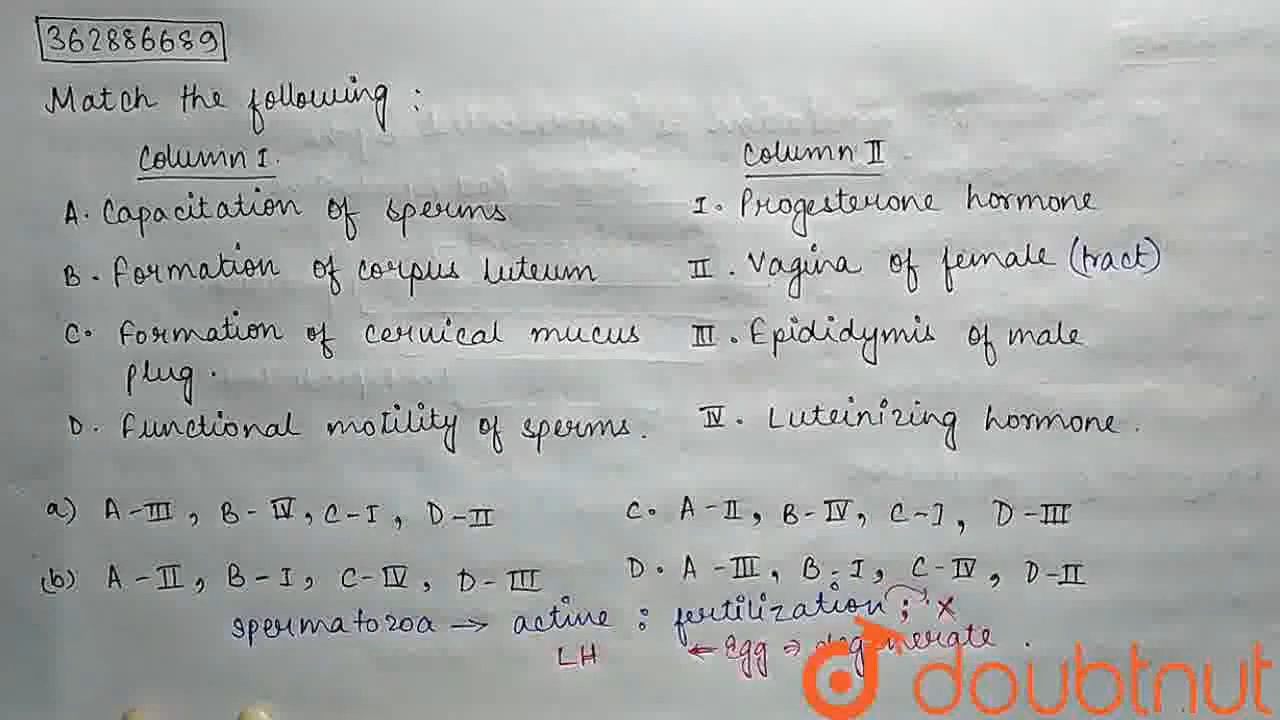 362886689
Match the following :
Column I.
Column II
A. Capacitation of sperms
I. Progesterone hormone
B. Formation of corpus luteum
II. Vagina of female (tract)
C. Formation of cervical mucus plug.
III. Epididymis of male
D. Functional motility of sperms.
IV. Luteinizing hormone.
a) A-III, B-IV, C-I, D-II
C. A-II, B-IV, C-I, D-III
(b) A-II, B-I, C-IV, D-III
D. A-III, B-I, C-IV, D-II
spermatozoa → active : fertilization ; x
LH
← Egg ⇒ degenerate.
doubtnut